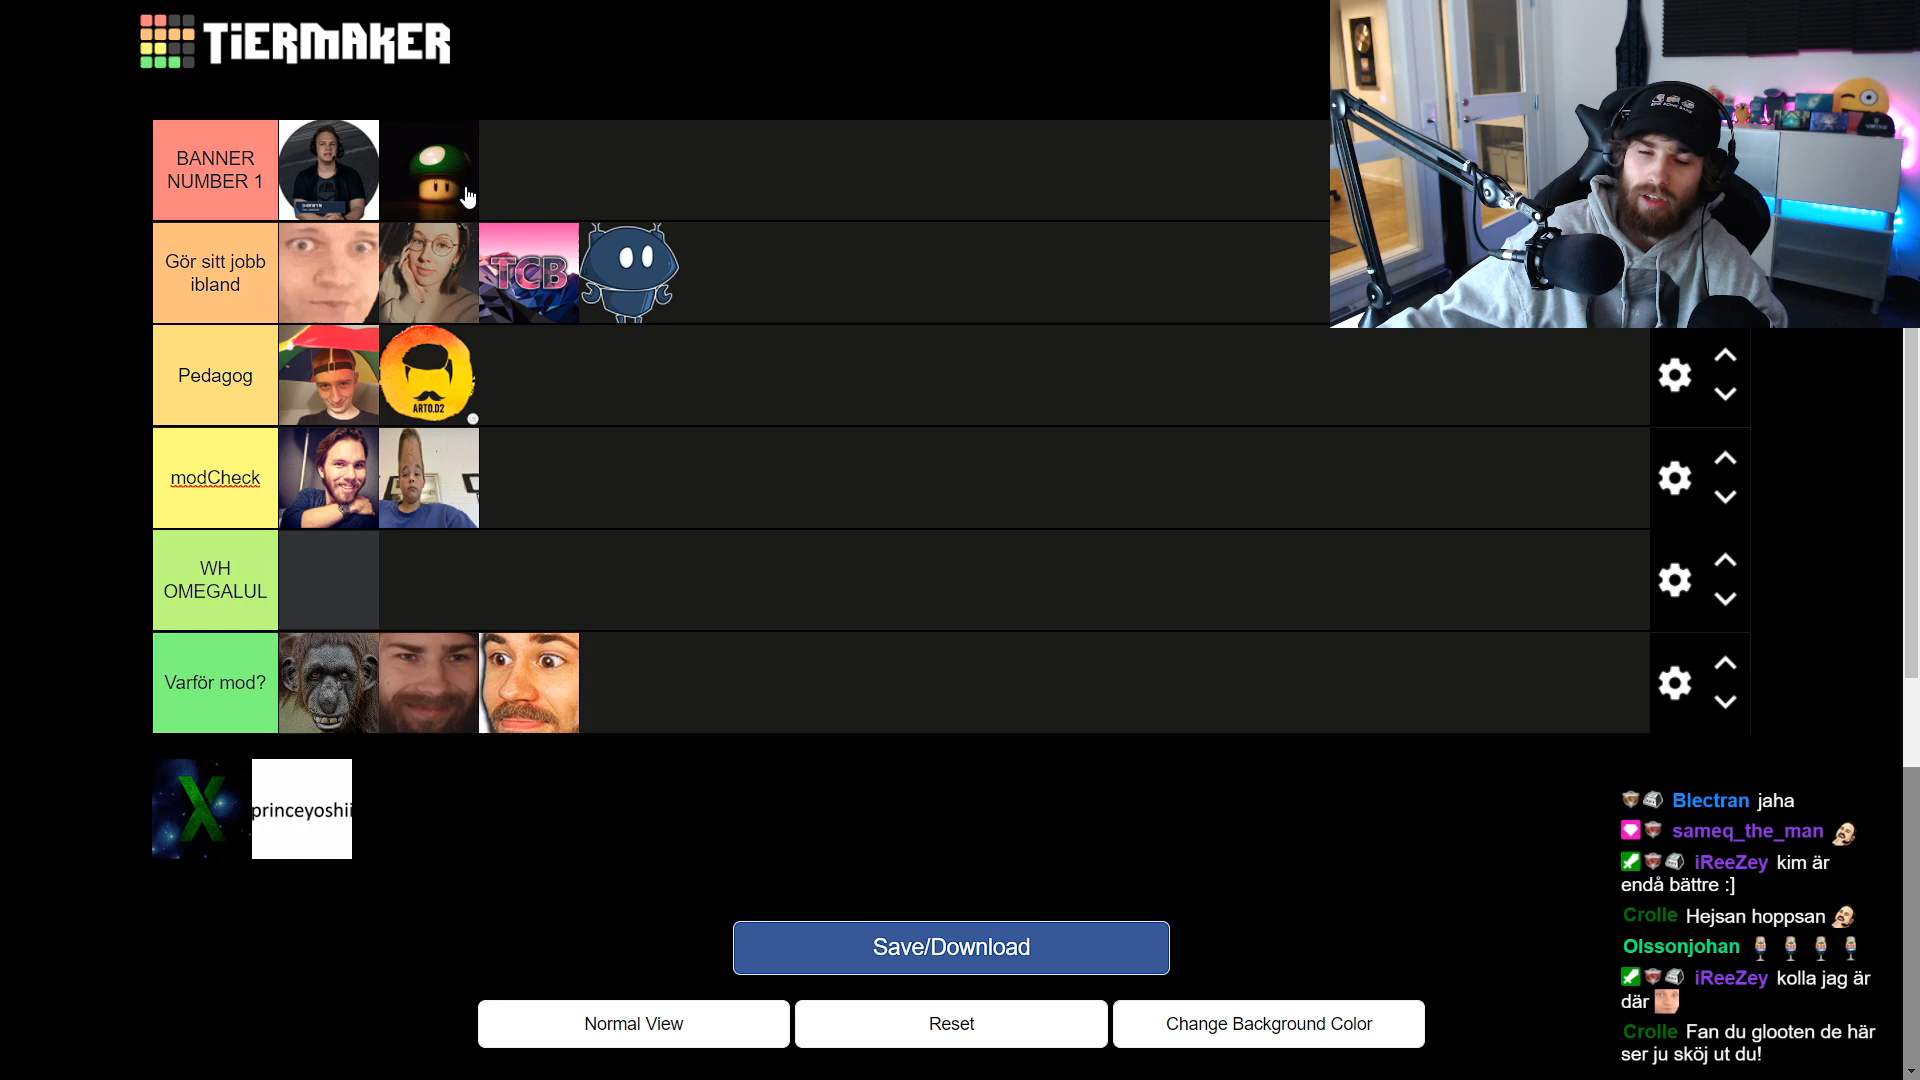 TiERMAKER
BANNER
NUMBER 1
Gör sitt jobb
ibland
TCB
Pedagog
ARTO.D2
modCheck
WH
OMEGALUL
Varför mod?
X
princeyoshii
Save/Download
Normal View
Reset
Change Background Color
Blectran jaha
sameq_the_man
iReeZey kim är
endå bättre :]
Crolle Hejsan hoppsan
Olssonjohan
iReeZey kolla jag är
där
Crolle Fan du glooten de här
ser ju sköj ut du!